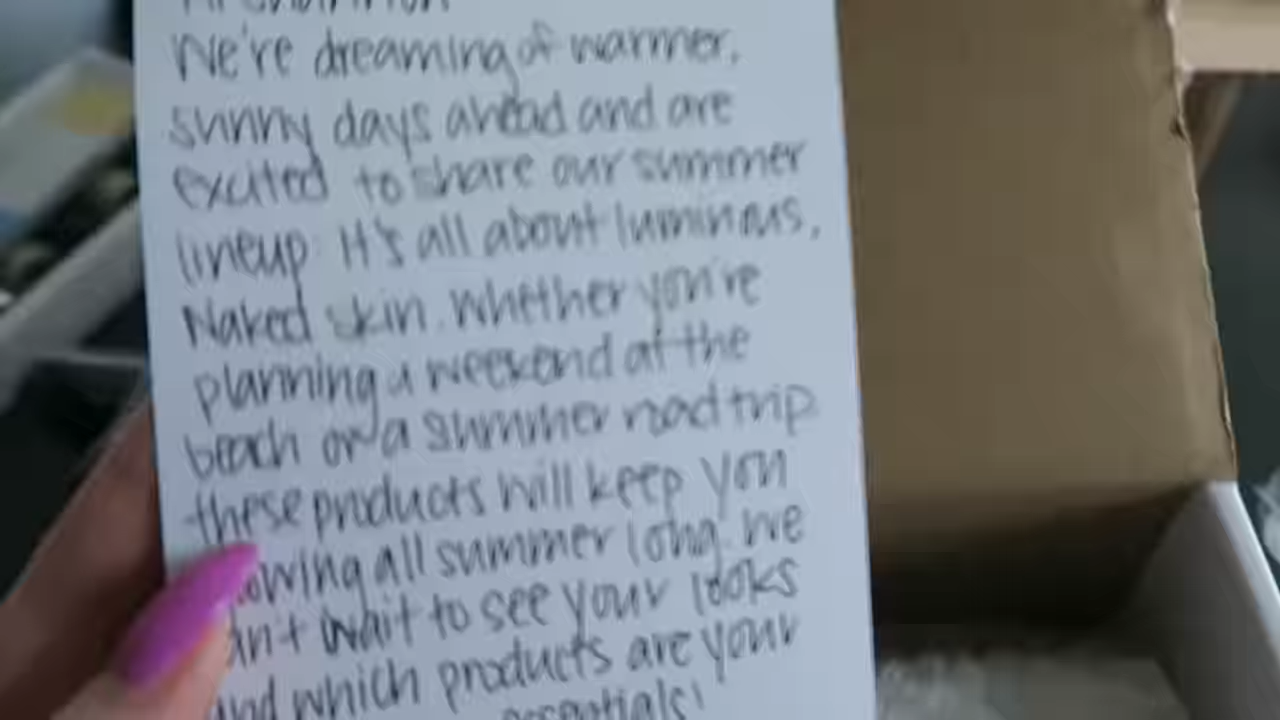 We're dreaming of warmer,
sunny days ahead and are
excited to share our summer
lineup. It's all about luminous,
Naked skin. Whether you're
planning a weekend at the
beach or a summer road trip
these products will keep you
lowing all summer long. We
an't wait to see your looks
and which products are your
essentials!